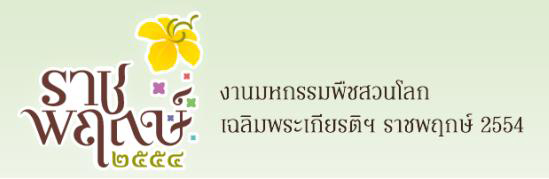 ราช
พฤกษ์
๒๕๕๔
งานมหกรรมพืชสวนโลก
เฉลิมพระเกียรติฯ ราชพฤกษ์ 2554